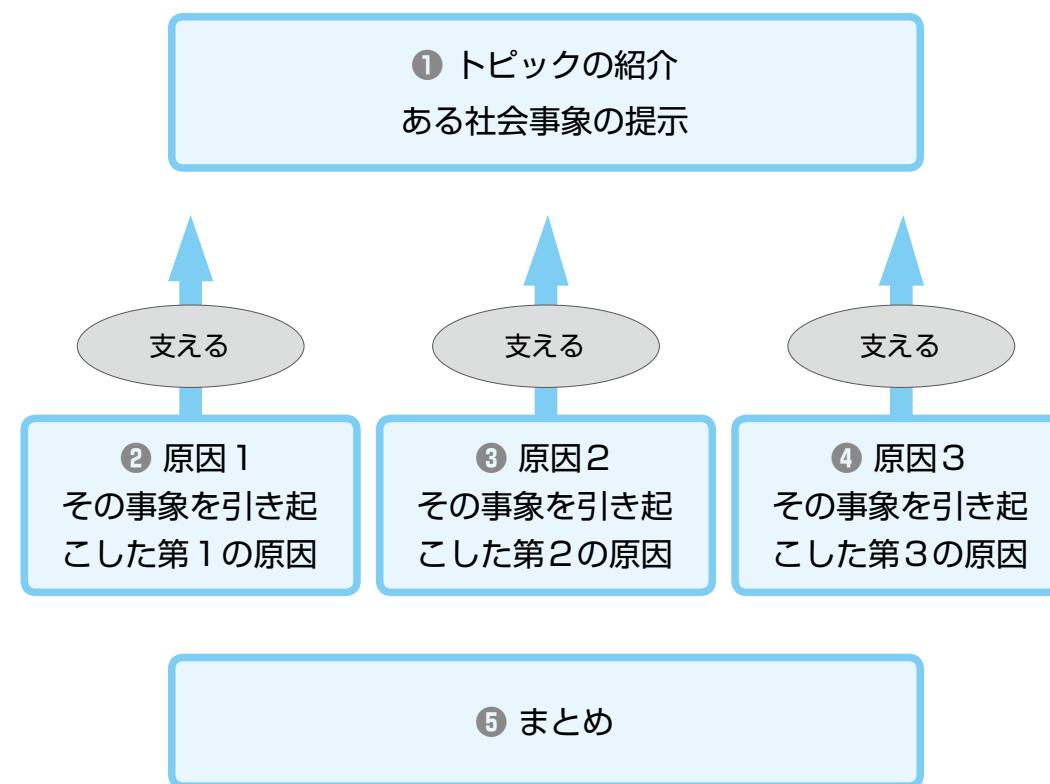 ❶ トピックの紹介
ある社会事象の提示
支える
支える
支える
❷ 原因1
その事象を引き起
こした第1の原因
❸ 原因2
その事象を引き起
こした第2の原因
❹ 原因3
その事象を引き起
こした第3の原因
❺ まとめ